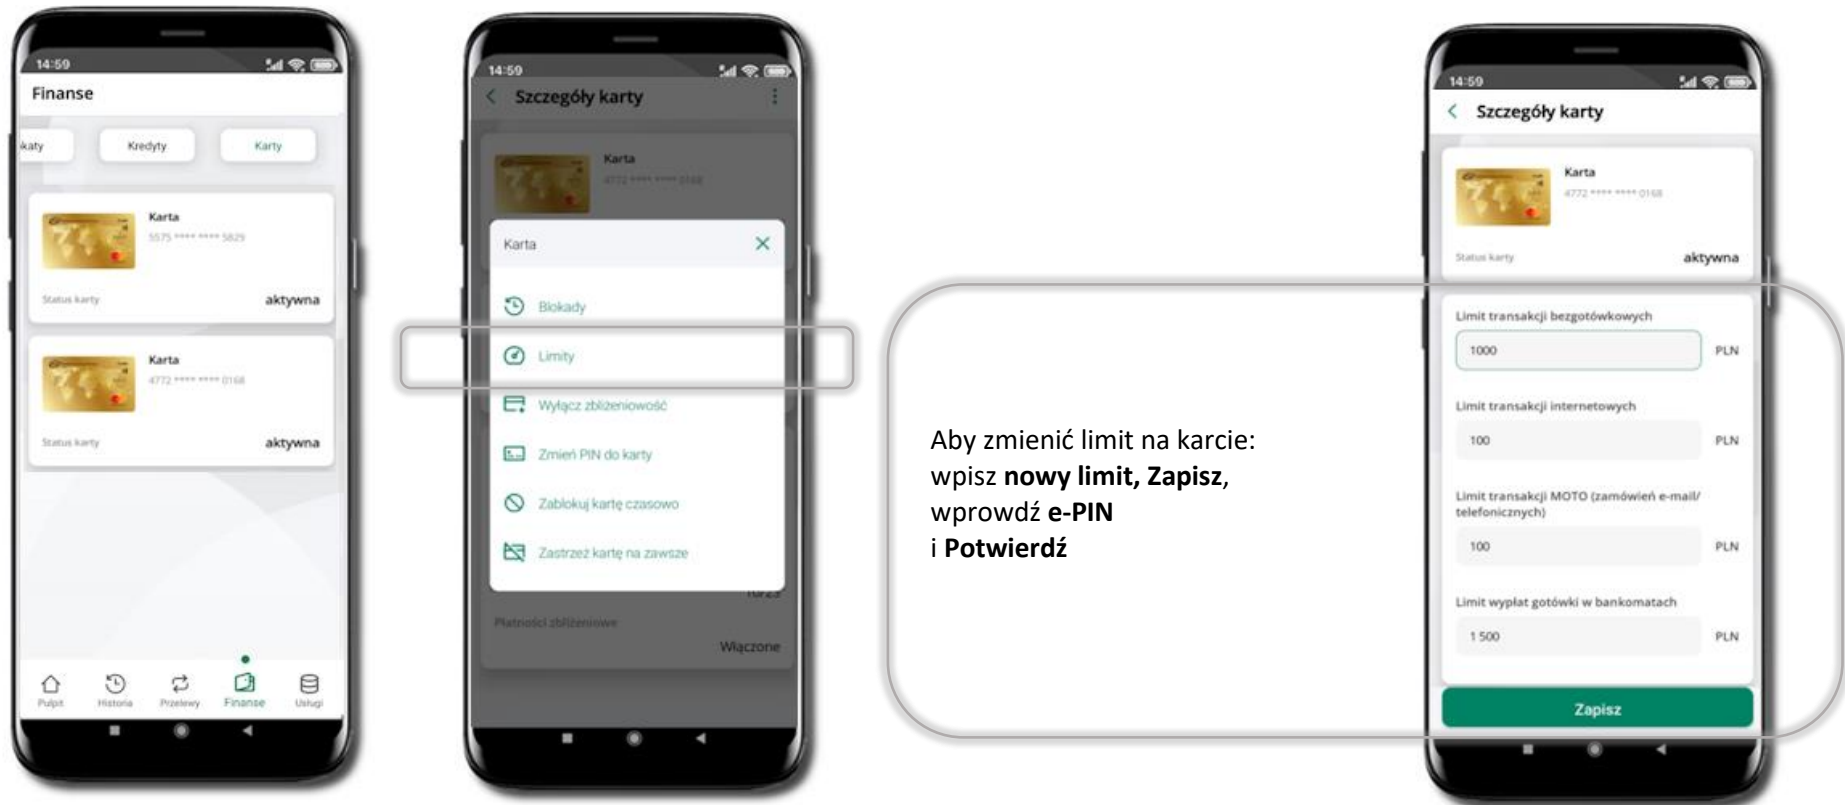 14:59
Finanse
katy
Kredyty
Karty
Karta
5575 **** **** 5829
Status karty
aktywna
Karta
4772 **** **** 0168
Status karty
aktywna
Pulpit
Historia
Przelewy
Finanse
Usługi
14:59
Szczegóły karty
Karta
4772 **** **** 0168
Karta
Blokady
Limity
Wyłącz zbliżeniowość
Zmień PIN do karty
Zablokuj kartę czasowo
Zastrzeż kartę na zawsze
Płatności zbliżeniowe
Włączone
Aby zmienić limit na karcie:
wpisz nowy limit, Zapisz,
wprowdź e-PIN
i Potwierdź
14:59
Szczegóły karty
Karta
4772 **** **** 0168
Status karty
aktywna
Limit transakcji bezgotówkowych
1000 PLN
Limit transakcji internetowych
100 PLN
Limit transakcji MOTO (zamówień e-mail/
telefonicznych)
100 PLN
Limit wypłat gotówki w bankomatach
1 500 PLN
Zapisz